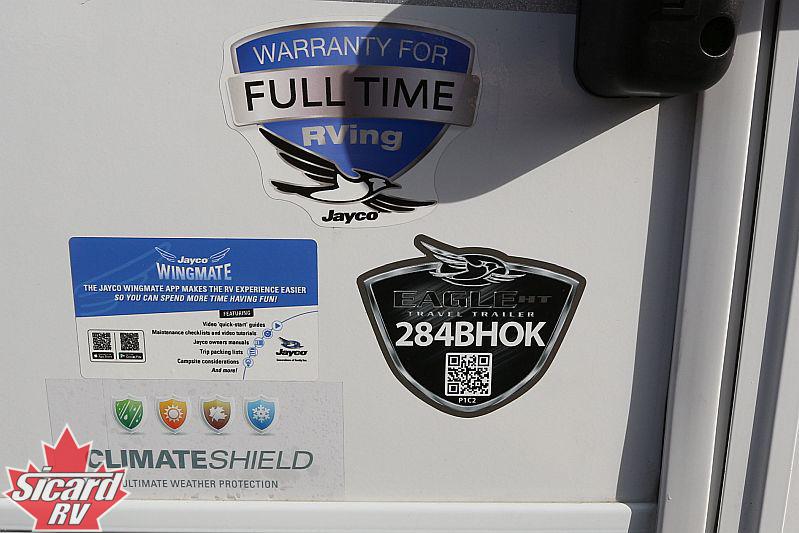 WARRANTY FOR
FULL TIME
RVing
Jayco
Jayco
WINGMATE
THE JAYCO WINGMATE APP MAKES THE RV EXPERIENCE EASIER
SO YOU CAN SPEND MORE TIME HAVING FUN!
FEATURING
Video 'quick-start' guides
Maintenance checklists and video tutorials
Jayco owners manuals
Trip packing lists
Campsite considerations
And more!
Jayco
EAGLE HT
TRAVEL TRAILER
284BHOK
P1C2
CLIMATESHIELD
ULTIMATE WEATHER PROTECTION
Sicard
RV